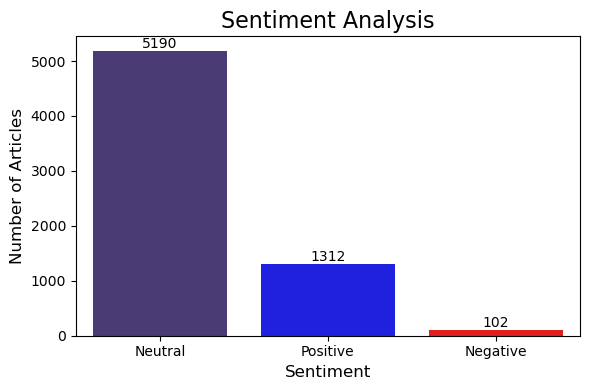 Sentiment Analysis
Number of Articles
5000
4000
3000
2000
1000
0
5190
1312
102
Neutral Positive Negative
Sentiment